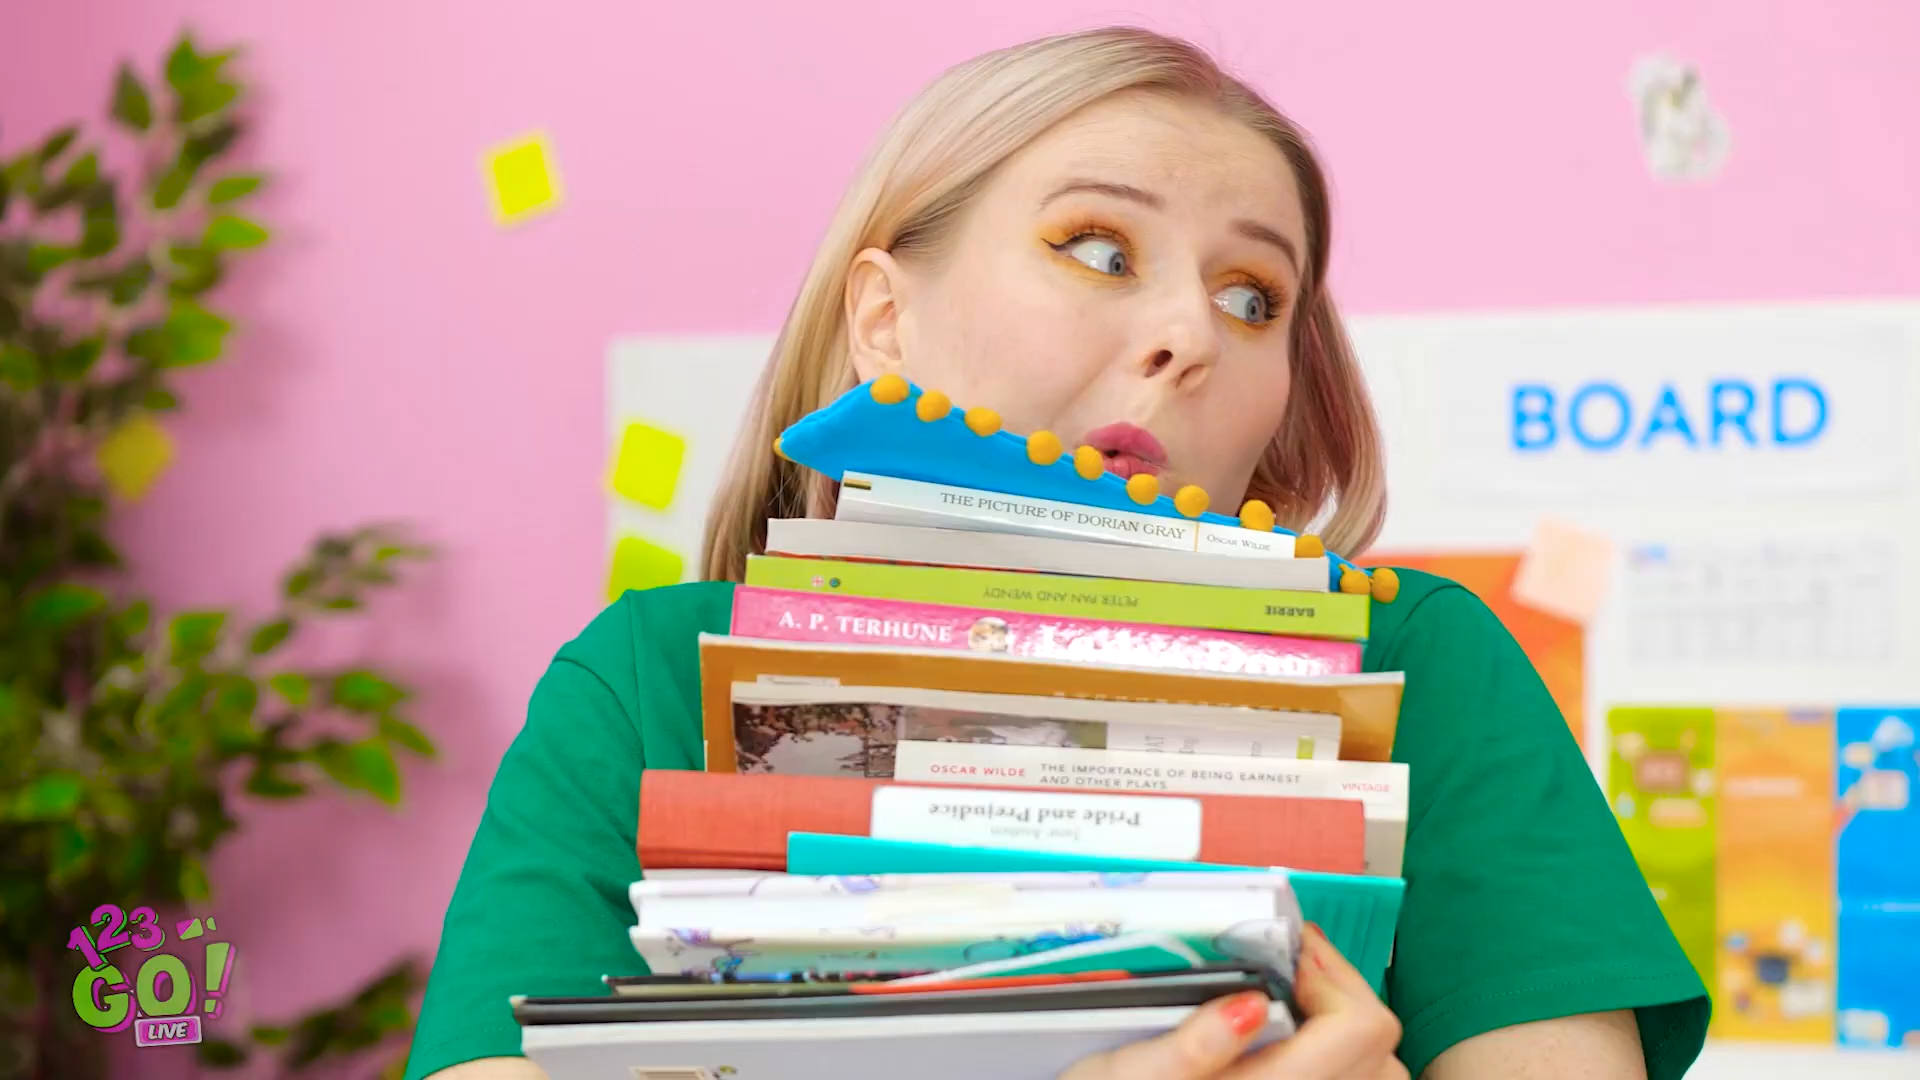 BOARD
THE PICTURE OF DORIAN GRAY
OSCAR WILDE
PETER PAN AND WENDY
BARRIE
A. P. TERHUNE
OSCAR WILDE
THE IMPORTANCE OF BEING EARNEST
AND OTHER PLAYS
VINTAGE
Pride and Prejudice
Jane Austen
123
GO!
LIVE